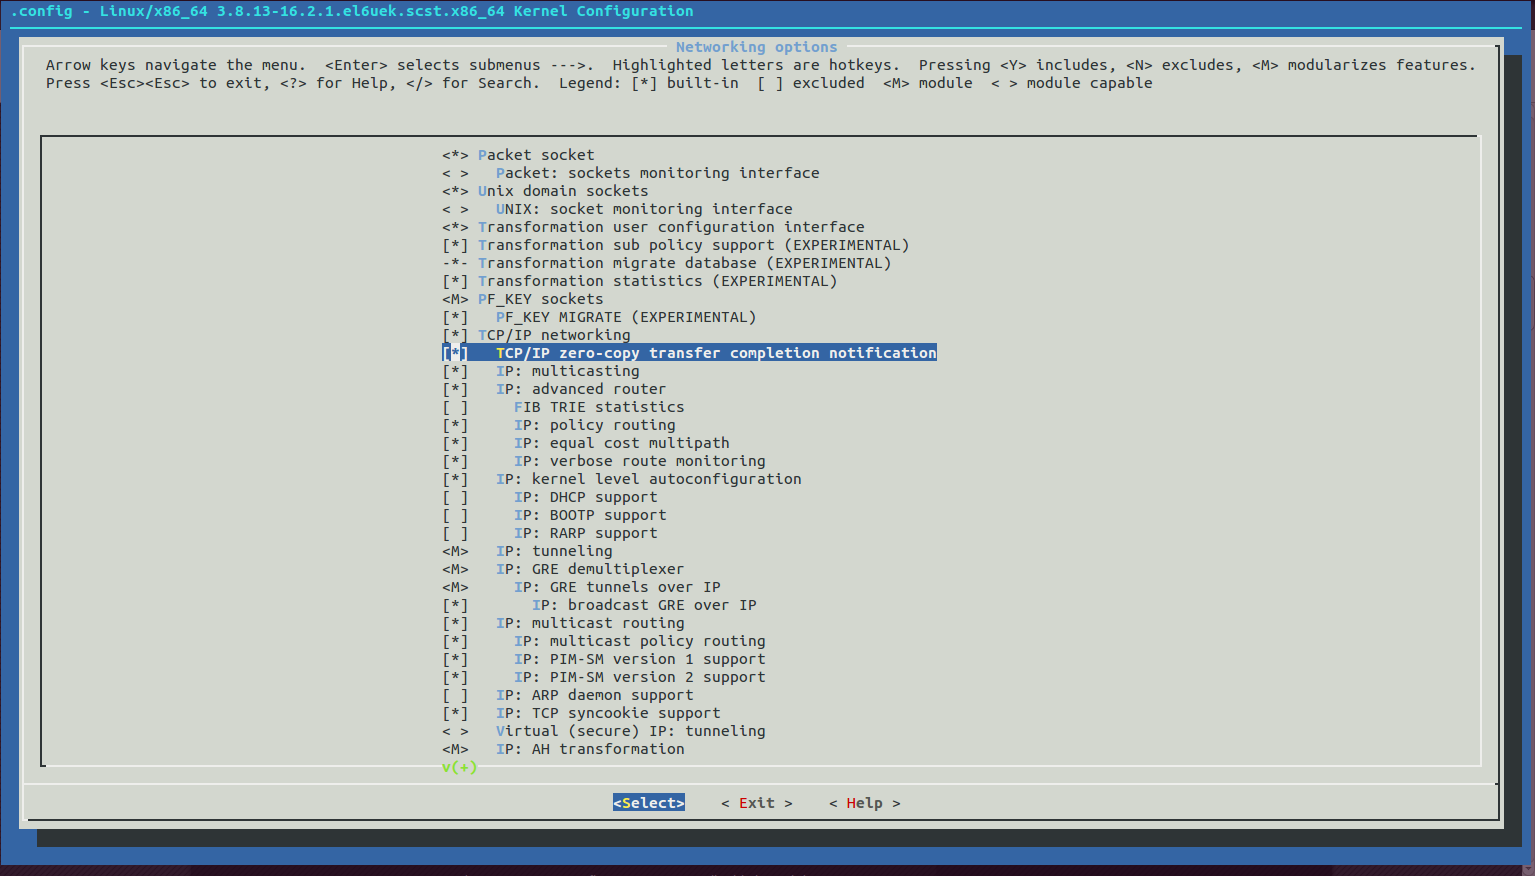 .config - Linux/x86_64 3.8.13-16.2.1.el6uek.scst.x86_64 Kernel Configuration
Networking options
Arrow keys navigate the menu.  <Enter> selects submenus --->.  Highlighted letters are hotkeys.  Pressing <Y> includes, <N> excludes, <M> modularizes features.
Press <Esc><Esc> to exit, <?> for Help, </> for Search.  Legend: [*] built-in  [ ] excluded  <M> module  < > module capable
<*> Packet socket
< >   Packet: sockets monitoring interface
<*> Unix domain sockets
< >   UNIX: socket monitoring interface
<*> Transformation user configuration interface
[*] Transformation sub policy support (EXPERIMENTAL)
-*- Transformation migrate database (EXPERIMENTAL)
[*] Transformation statistics (EXPERIMENTAL)
<M> PF_KEY sockets
[*]   PF_KEY MIGRATE (EXPERIMENTAL)
[*] TCP/IP networking
[*]   TCP/IP zero-copy transfer completion notification
[*]   IP: multicasting
[*]   IP: advanced router
[ ]     FIB TRIE statistics
[*]     IP: policy routing
[*]     IP: equal cost multipath
[*]     IP: verbose route monitoring
[*]   IP: kernel level autoconfiguration
[ ]     IP: DHCP support
[ ]     IP: BOOTP support
[ ]     IP: RARP support
<M>   IP: tunneling
<M>   IP: GRE demultiplexer
<M>     IP: GRE tunnels over IP
[*]       IP: broadcast GRE over IP
[*]   IP: multicast routing
[*]     IP: multicast policy routing
[*]     IP: PIM-SM version 1 support
[*]     IP: PIM-SM version 2 support
[ ]   IP: ARP daemon support
[*]   IP: TCP syncookie support
< >   Virtual (secure) IP: tunneling
<M>   IP: AH transformation
v(+)
<Select>    < Exit >    < Help >